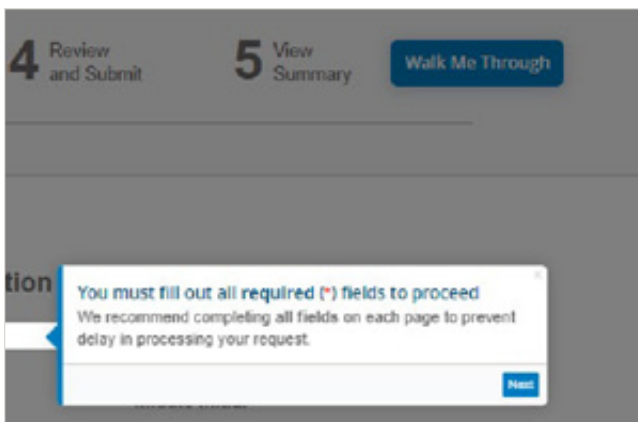 4 Review
and Submit
5 View
Summary
Walk Me Through
tion
You must fill out all required (*) fields to proceed
We recommend completing all fields on each page to prevent
delay in processing your request.
Next